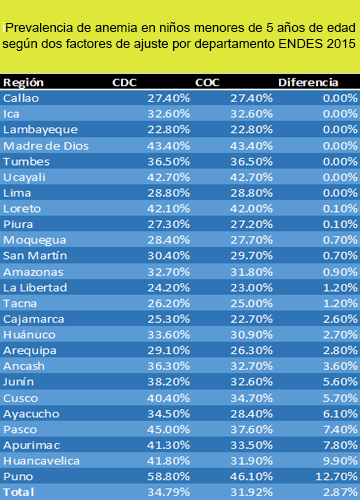 Prevalencia de anemia en niños menores de 5 años de edad
según dos factores de ajuste por departamento ENDES 2015
Región CDC COC Diferencia
Callao 27.40% 27.40% 0.00%
Ica 32.60% 32.60% 0.00%
Lambayeque 22.80% 22.80% 0.00%
Madre de Dios 43.40% 43.40% 0.00%
Tumbes 36.50% 36.50% 0.00%
Ucayali 42.70% 42.70% 0.00%
Lima 28.80% 28.80% 0.00%
Loreto 42.10% 42.00% 0.10%
Piura 27.30% 27.20% 0.10%
Moquegua 28.40% 27.70% 0.70%
San Martín 30.40% 29.70% 0.70%
Amazonas 32.70% 31.80% 0.90%
La Libertad 24.20% 23.00% 1.20%
Tacna 26.20% 25.00% 1.20%
Cajamarca 25.30% 22.70% 2.60%
Huánuco 33.60% 30.90% 2.70%
Arequipa 29.10% 26.30% 2.80%
Ancash 36.30% 32.70% 3.60%
Junín 38.20% 32.60% 5.60%
Cusco 40.40% 34.70% 5.70%
Ayacucho 34.50% 28.40% 6.10%
Pasco 45.00% 37.60% 7.40%
Apurimac 41.30% 33.50% 7.80%
Huancavelica 41.80% 31.90% 9.90%
Puno 58.80% 46.10% 12.70%
Total 34.79% 31.92% 2.87%